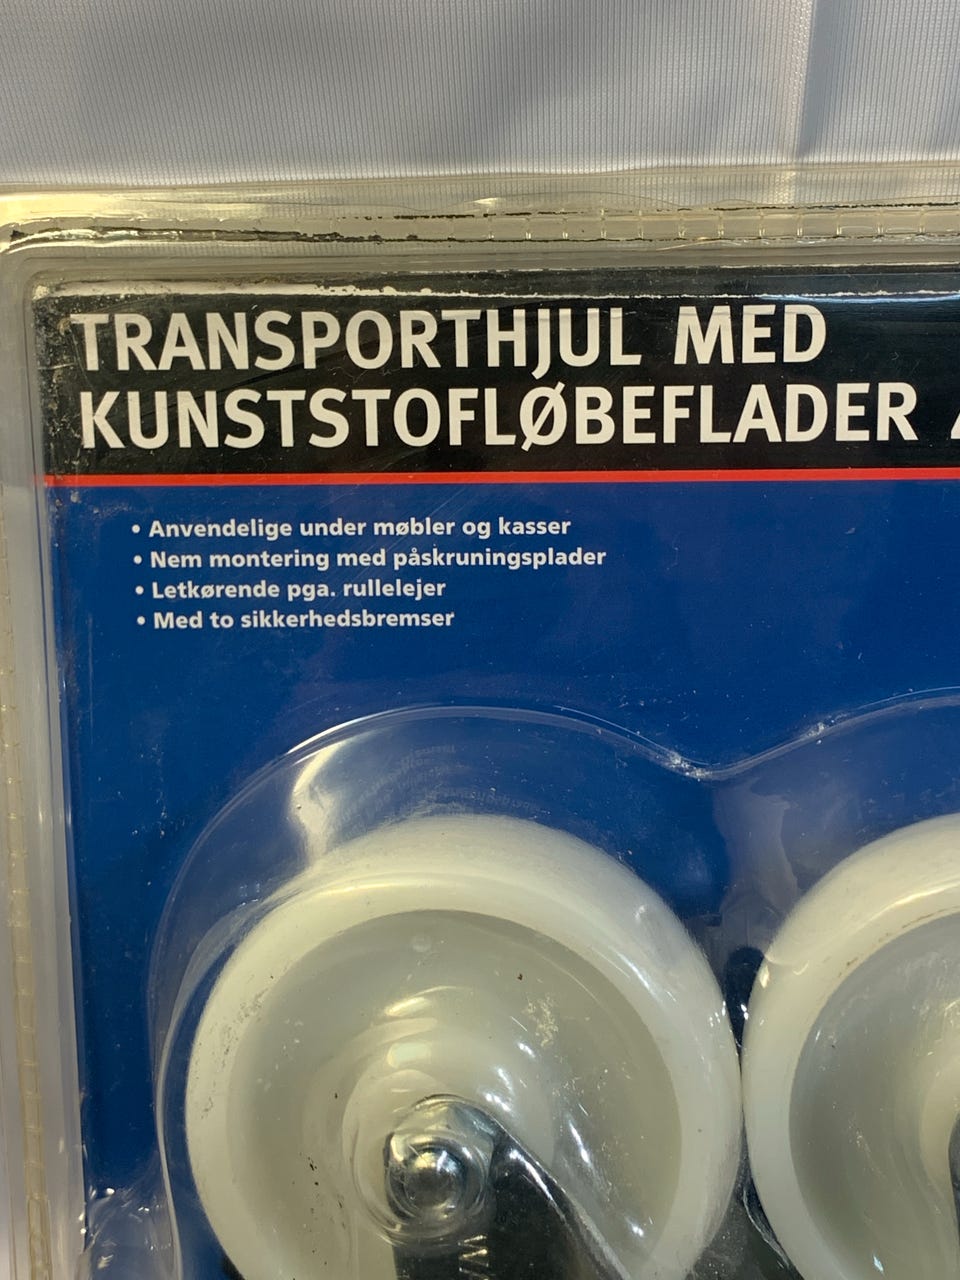 TRANSPORTHJUL MED
KUNSTSTOFLØBEFLADER
• Anvendelige under møbler og kasser
• Nem montering med påskruningsplader
• Letkørende pga. rullelejer
• Med to sikkerhedsbremser